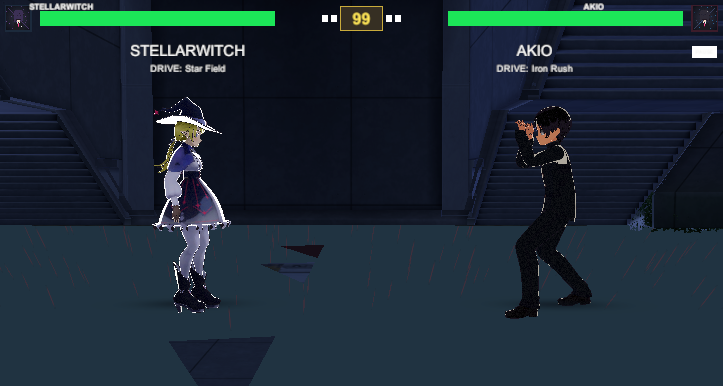 STELLARWITCH
99
AKIO
STELLARWITCH
DRIVE: Star Field
AKIO
DRIVE: Iron Rush